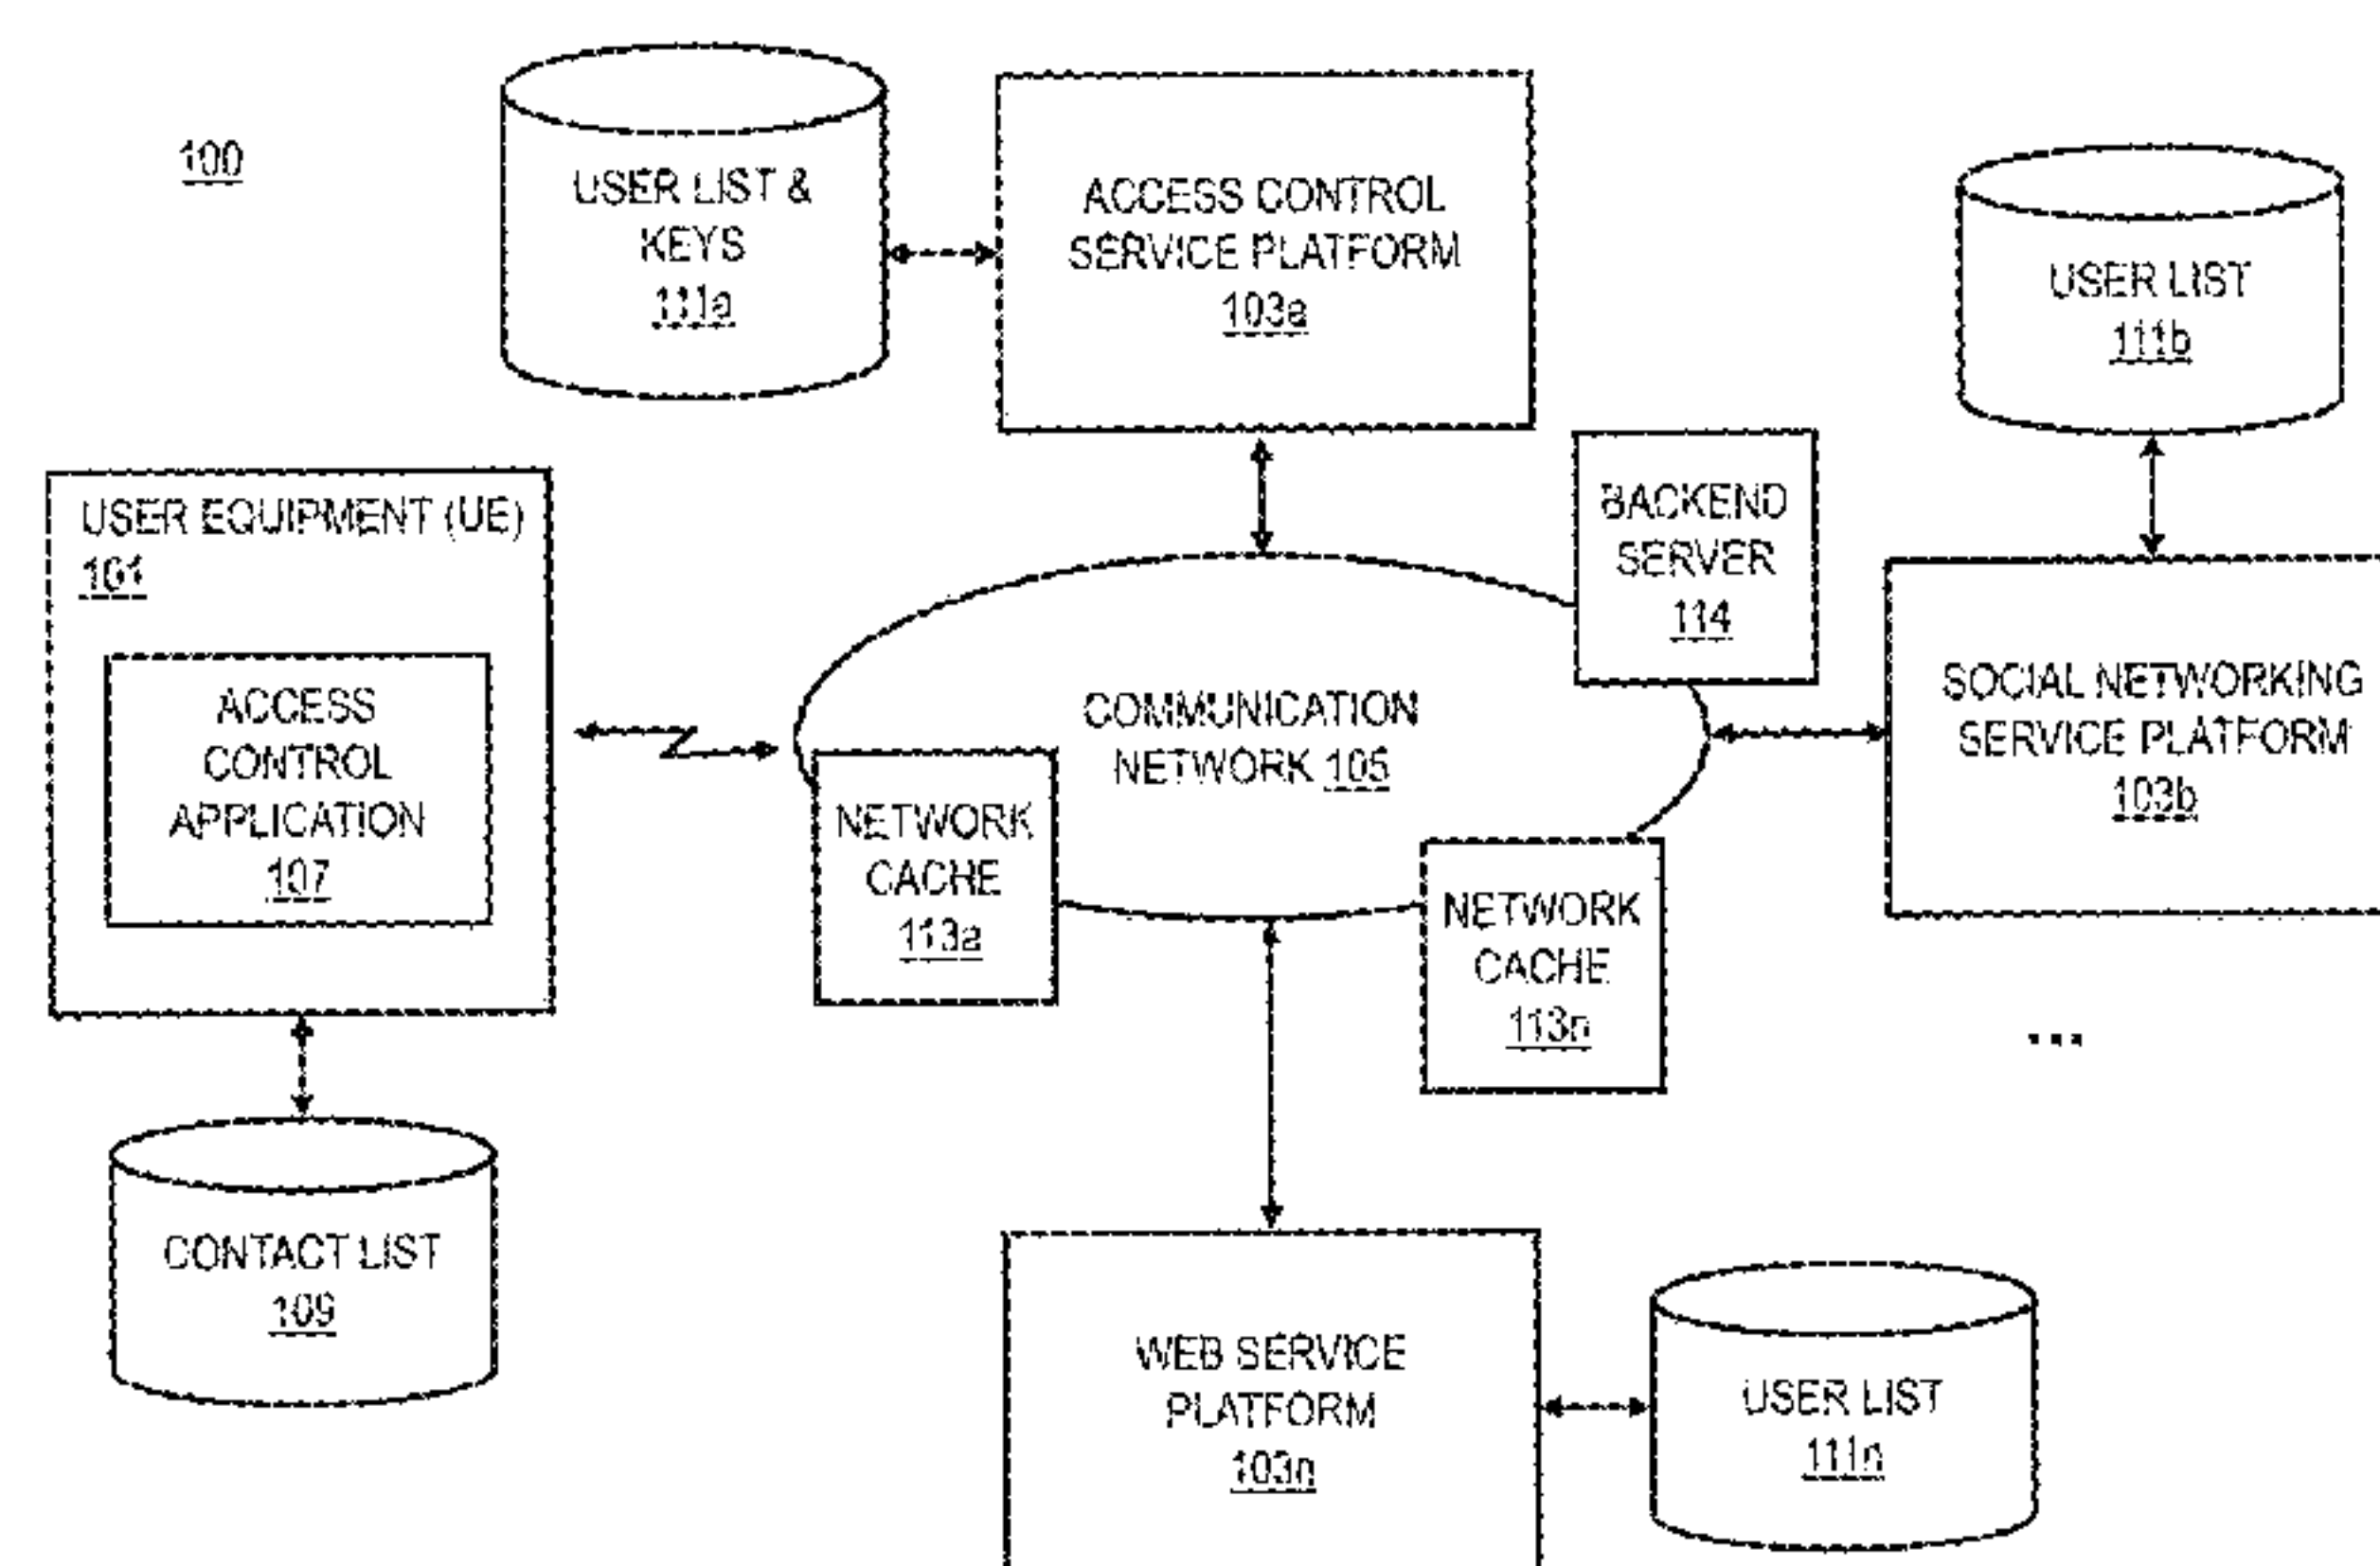 100
USER LIST &
KEYS
111a
ACCESS CONTROL
SERVICE PLATFORM
103a
USER LIST
111b
BACKEND
SERVER
114
USER EQUIPMENT (UE)
101
ACCESS
CONTROL
APPLICATION
107
COMMUNICATION
NETWORK 105
SOCIAL NETWORKING
SERVICE PLATFORM
103b
NETWORK
CACHE
113a
NETWORK
CACHE
113n
...
CONTACT LIST
109
WEB SERVICE
PLATFORM
103n
USER LIST
111n